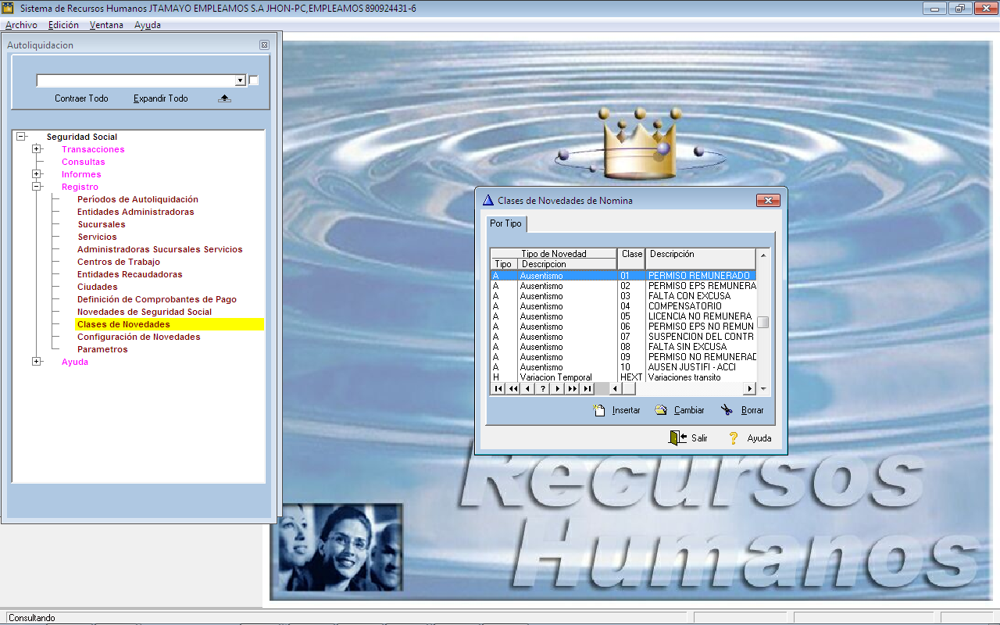 Sistema de Recursos Humanos JTAMAYO EMPLEAMOS S.A JHON-PC,EMPLEAMOS 890924431-6
Archivo Edición Ventana Ayuda
Autoliquidacion
Contraer Todo Expandir Todo
Seguridad Social
Transacciones
Consultas
Informes
Registro
Períodos de Autoliquidación
Entidades Administradoras
Sucursales
Servicios
Administradoras Sucursales Servicios
Centros de Trabajo
Entidades Recaudadoras
Ciudades
Definición de Comprobantes de Pago
Novedades de Seguridad Social
Clases de Novedades
Configuración de Novedades
Parametros
Ayuda
Clases de Novedades de Nomina
Por Tipo
Tipo de Novedad Clase Descripción
Tipo Descripcion
A Ausentismo 01 PERMISO REMUNERADO
A Ausentismo 02 PERMISO EPS REMUNERA
A Ausentismo 03 FALTA CON EXCUSA
A Ausentismo 04 COMPENSATORIO
A Ausentismo 05 LICENCIA NO REMUNERA
A Ausentismo 06 PERMISO EPS NO REMUN
A Ausentismo 07 SUSPENCION DEL CONTR
A Ausentismo 08 FALTA SIN EXCUSA
A Ausentismo 09 PERMISO NO REMUNERAD
A Ausentismo 10 AUSEN JUSTIFI - ACCI
H Variacion Temporal HEXT Variaciones transito
?
Insertar Cambiar Borrar
Salir ? Ayuda
Recursos
Humanos
Consultando